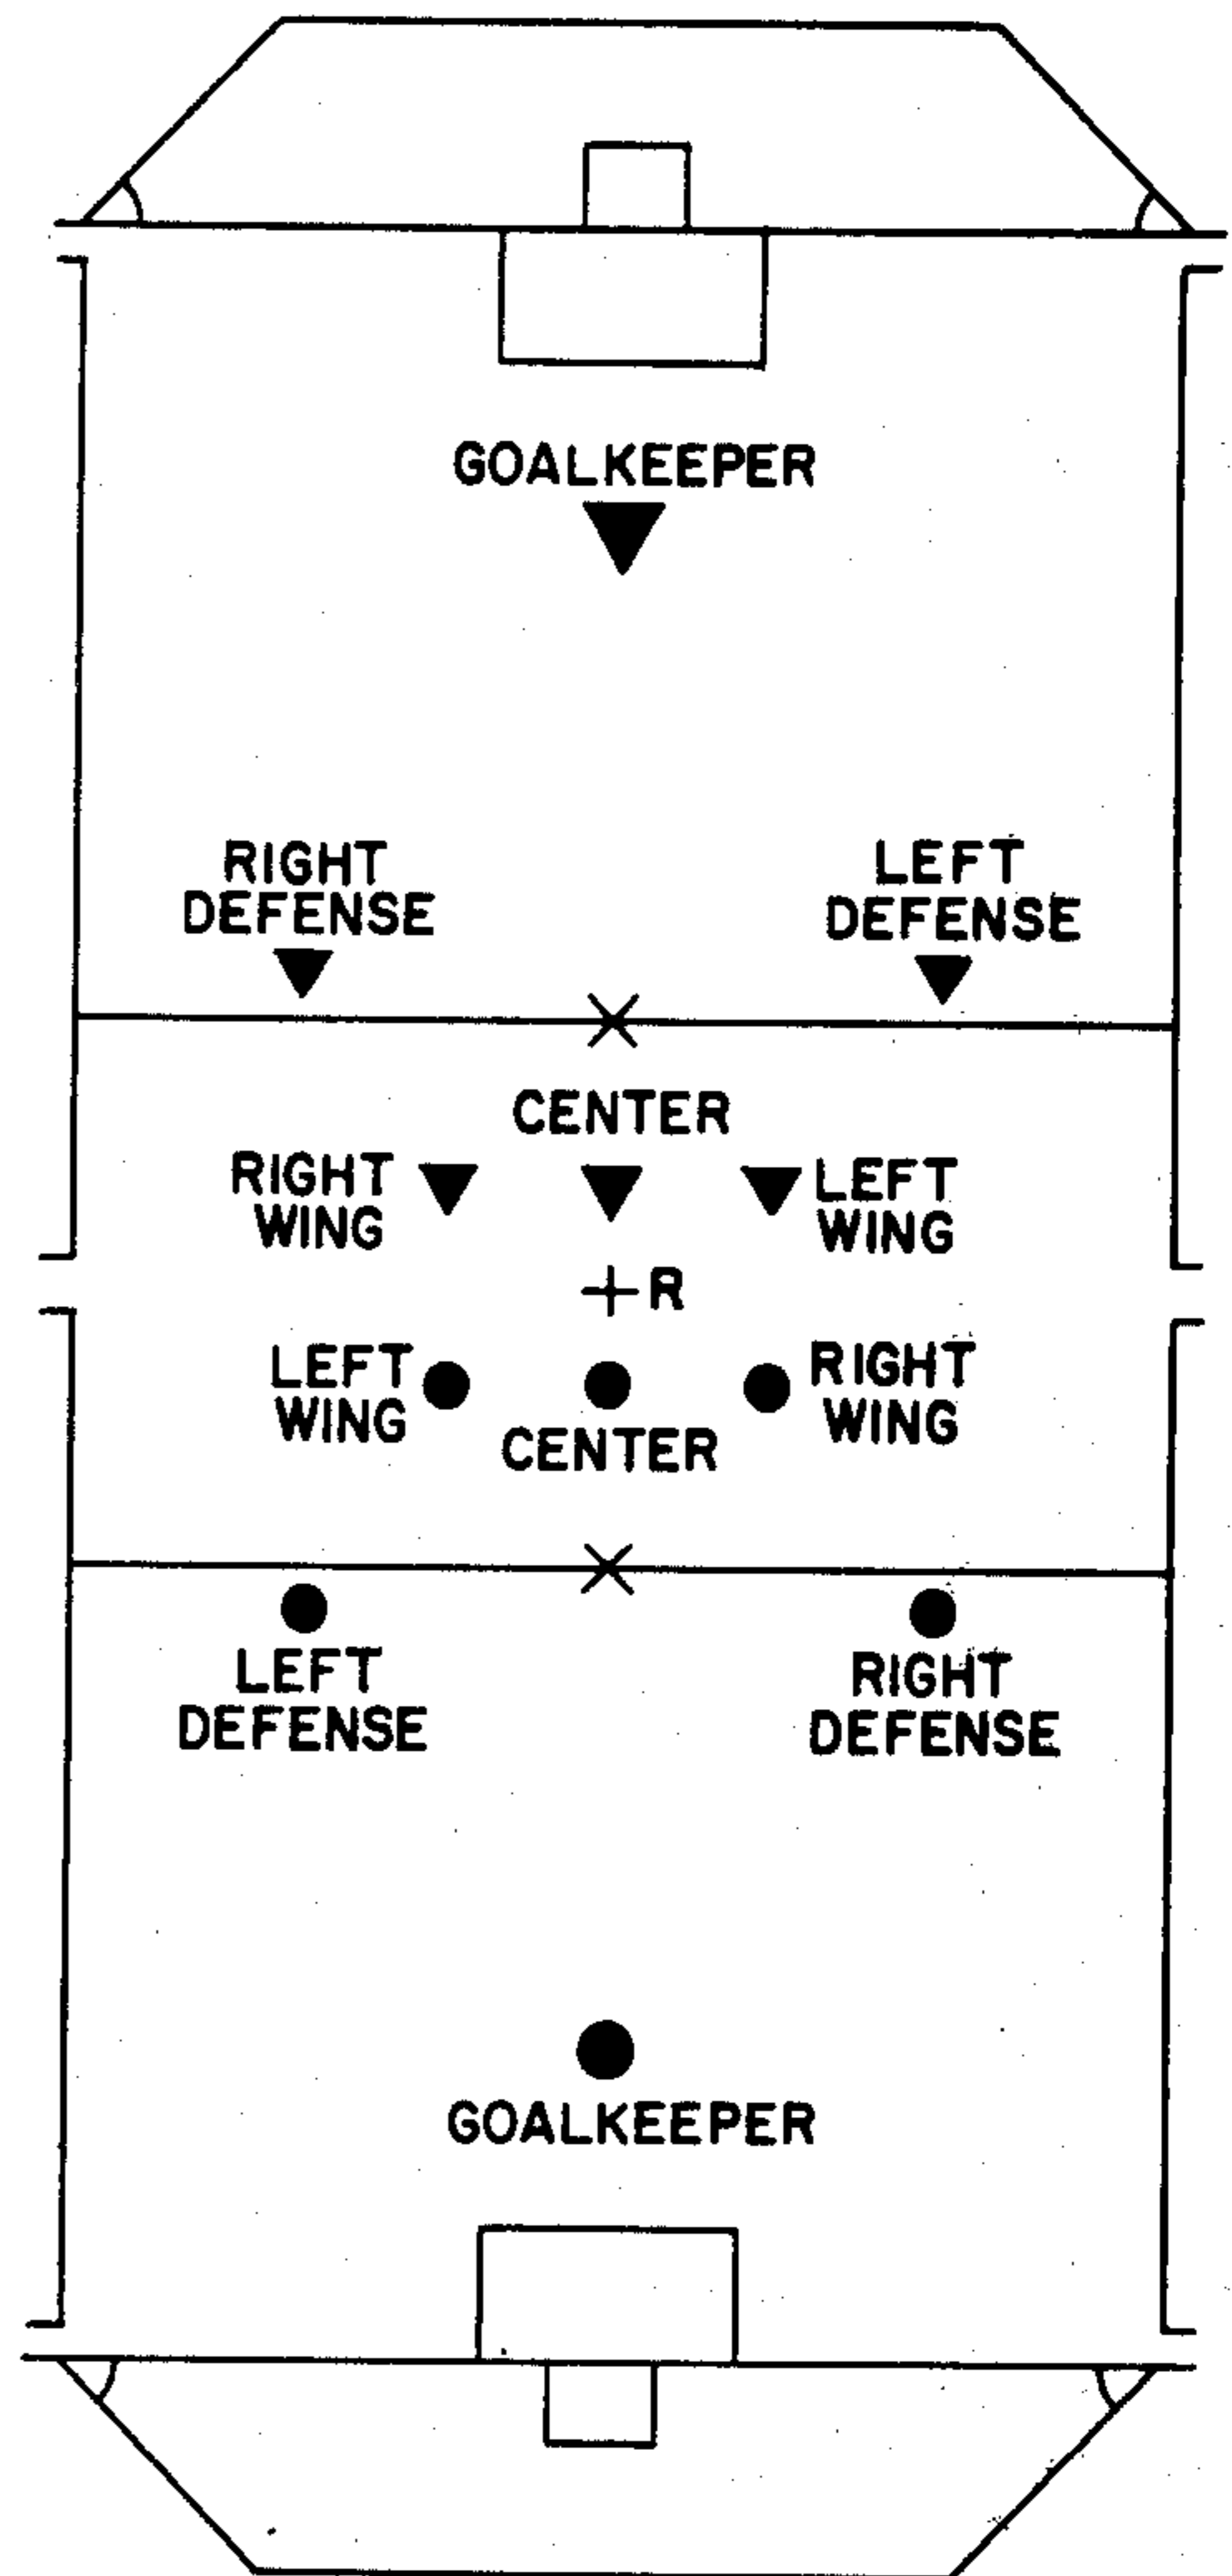 GOALKEEPER
RIGHT
DEFENSE
LEFT
DEFENSE
CENTER
RIGHT
WING
LEFT
WING
R
LEFT
WING
CENTER
RIGHT
WING
LEFT
DEFENSE
RIGHT
DEFENSE
GOALKEEPER